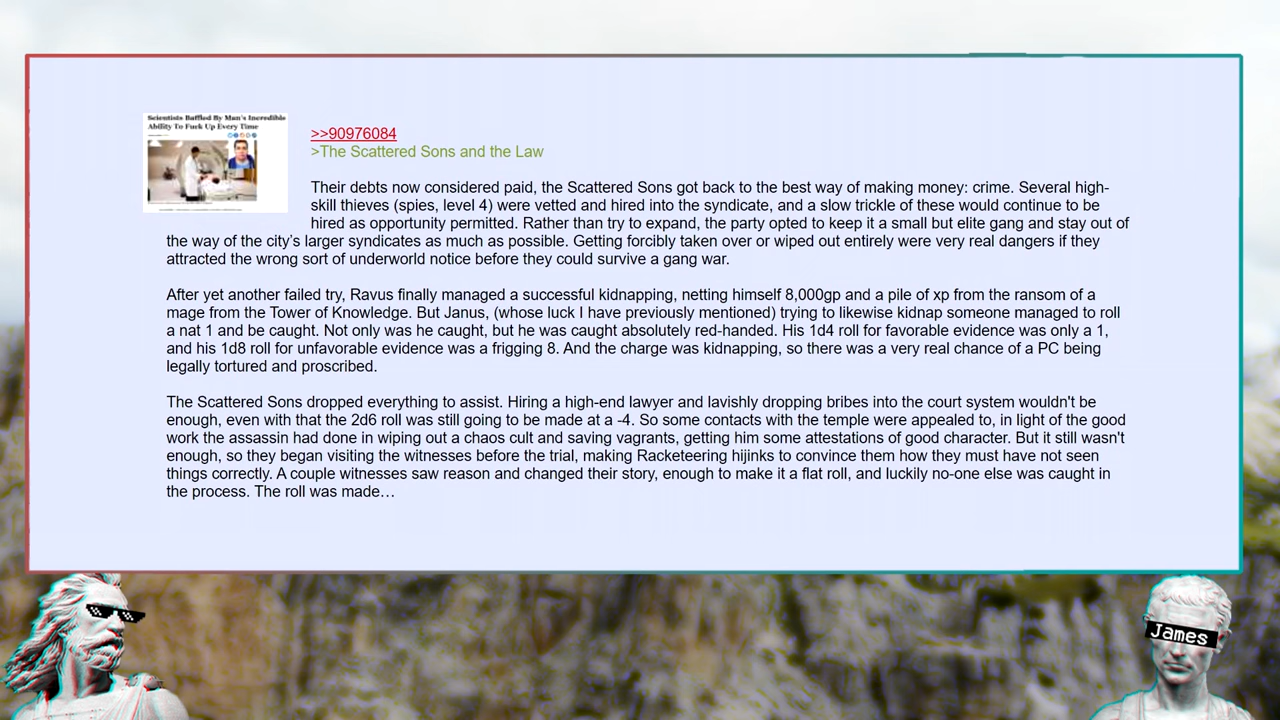 Scientists Baffled By Man's Incredible
Ability To Fuck Up Every Time
>>90976084
>The Scattered Sons and the Law
Their debts now considered paid, the Scattered Sons got back to the best way of making money: crime. Several high-
skill thieves (spies, level 4) were vetted and hired into the syndicate, and a slow trickle of these would continue to be
hired as opportunity permitted. Rather than try to expand, the party opted to keep it a small but elite gang and stay out of
the way of the city's larger syndicates as much as possible. Getting forcibly taken over or wiped out entirely were very real dangers if they
attracted the wrong sort of underworld notice before they could survive a gang war.
After yet another failed try, Ravus finally managed a successful kidnapping, netting himself 8,000gp and a pile of xp from the ransom of a
mage from the Tower of Knowledge. But Janus, (whose luck I have previously mentioned) trying to likewise kidnap someone managed to roll
a nat 1 and be caught. Not only was he caught, but he was caught absolutely red-handed. His 1d4 roll for favorable evidence was only a 1,
and his 1d8 roll for unfavorable evidence was a frigging 8. And the charge was kidnapping, so there was a very real chance of a PC being
legally tortured and proscribed.
The Scattered Sons dropped everything to assist. Hiring a high-end lawyer and lavishly dropping bribes into the court system wouldn't be
enough, even with that the 2d6 roll was still going to be made at a -4. So some contacts with the temple were appealed to, in light of the good
work the assassin had done in wiping out a chaos cult and saving vagrants, getting him some attestations of good character. But it still wasn't
enough, so they began visiting the witnesses before the trial, making Racketeering hijinks to convince them how they must have not seen
things correctly. A couple witnesses saw reason and changed their story, enough to make it a flat roll, and luckily no-one else was caught in
the process. The roll was made…
James